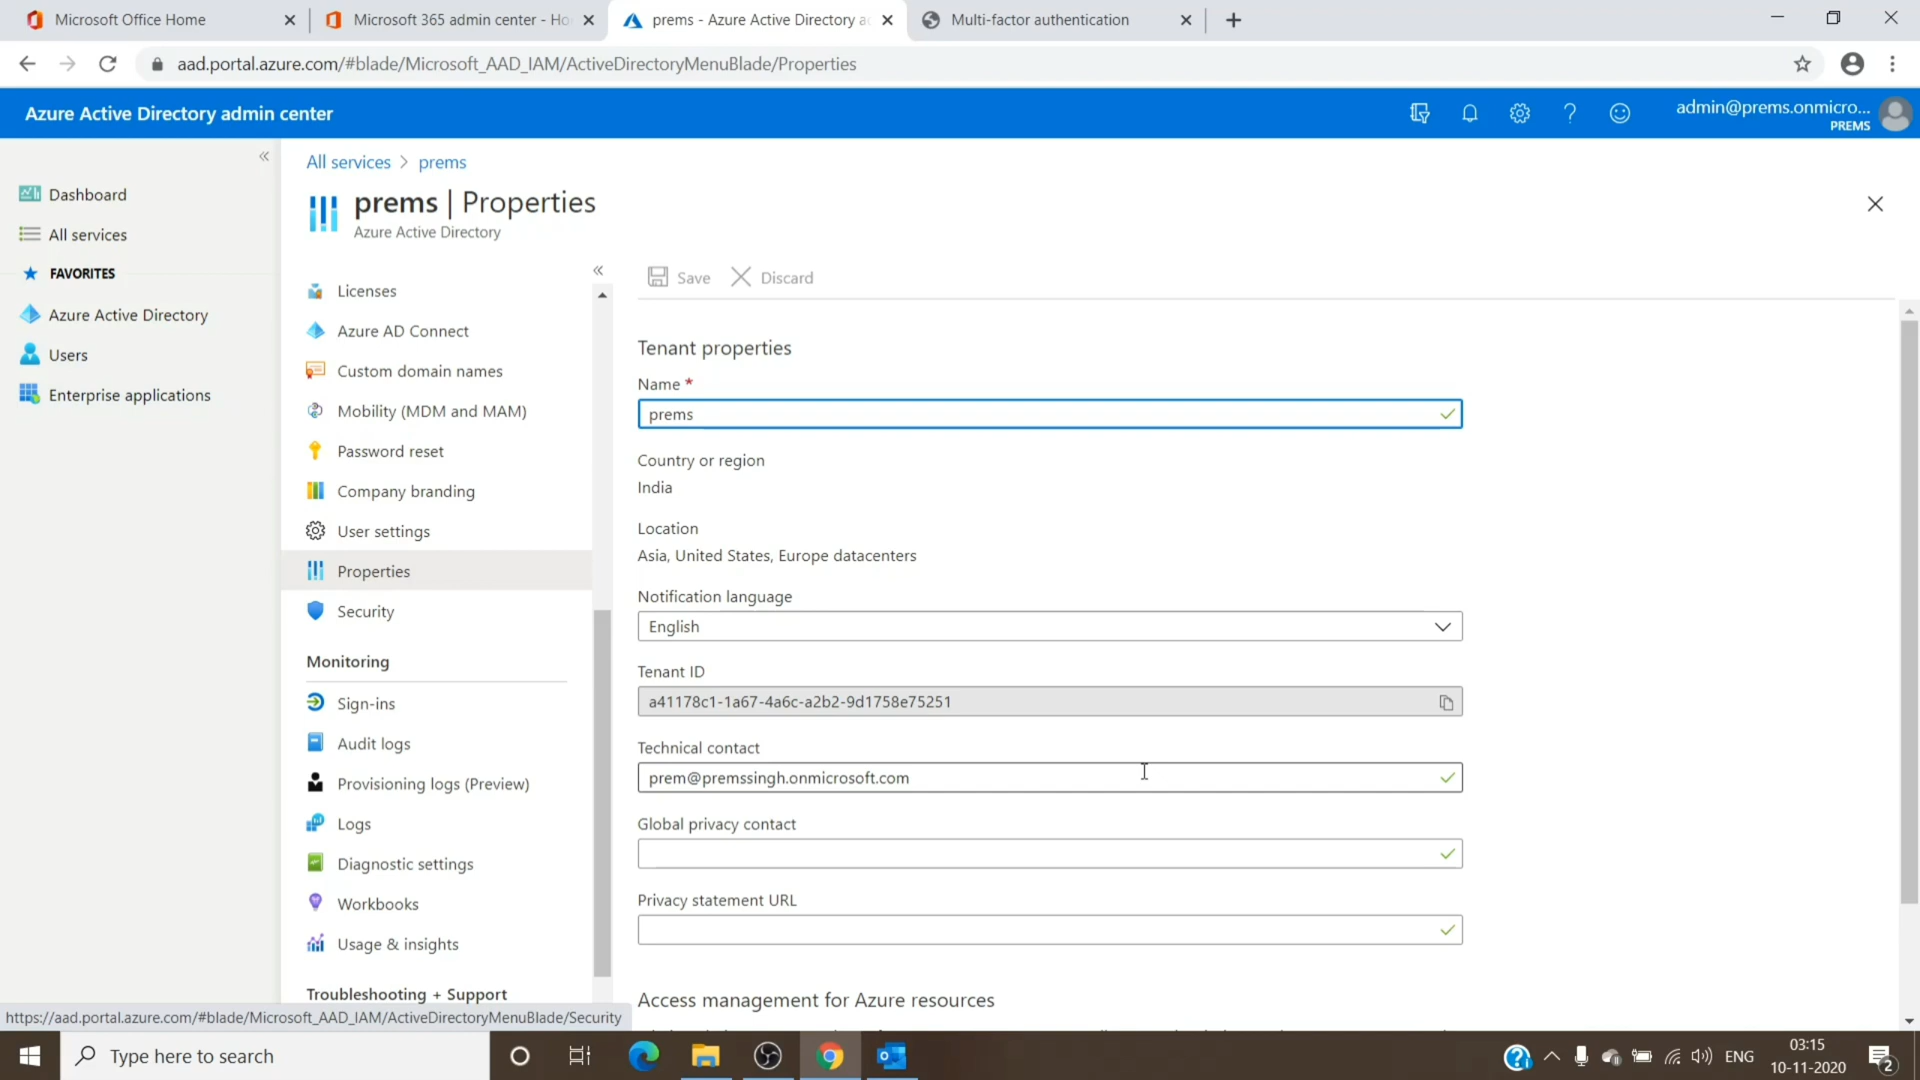 Microsoft Office Home
Microsoft 365 admin center - Ho
prems - Azure Active Directory a
Multi-factor authentication
aad.portal.azure.com/#blade/Microsoft_AAD_IAM/ActiveDirectoryMenuBlade/Properties
Azure Active Directory admin center
admin@prems.onmicro...
PREMS
Dashboard
All services
FAVORITES
Azure Active Directory
Users
Enterprise applications
All services > prems
prems | Properties
Azure Active Directory
Licenses
Azure AD Connect
Custom domain names
Mobility (MDM and MAM)
Password reset
Company branding
User settings
Properties
Security
Monitoring
Sign-ins
Audit logs
Provisioning logs (Preview)
Logs
Diagnostic settings
Workbooks
Usage & insights
Troubleshooting + Support
Save
Discard
Tenant properties
Name *
prems
Country or region
India
Location
Asia, United States, Europe datacenters
Notification language
English
Tenant ID
a41178c1-1a67-4a6c-a2b2-9d1758e75251
Technical contact
prem@premssingh.onmicrosoft.com
Global privacy contact
Privacy statement URL
Access management for Azure resources
https://aad.portal.azure.com/#blade/Microsoft_AAD_IAM/ActiveDirectoryMenuBlade/Security
Type here to search
ENG
03:15
10-11-2020
2